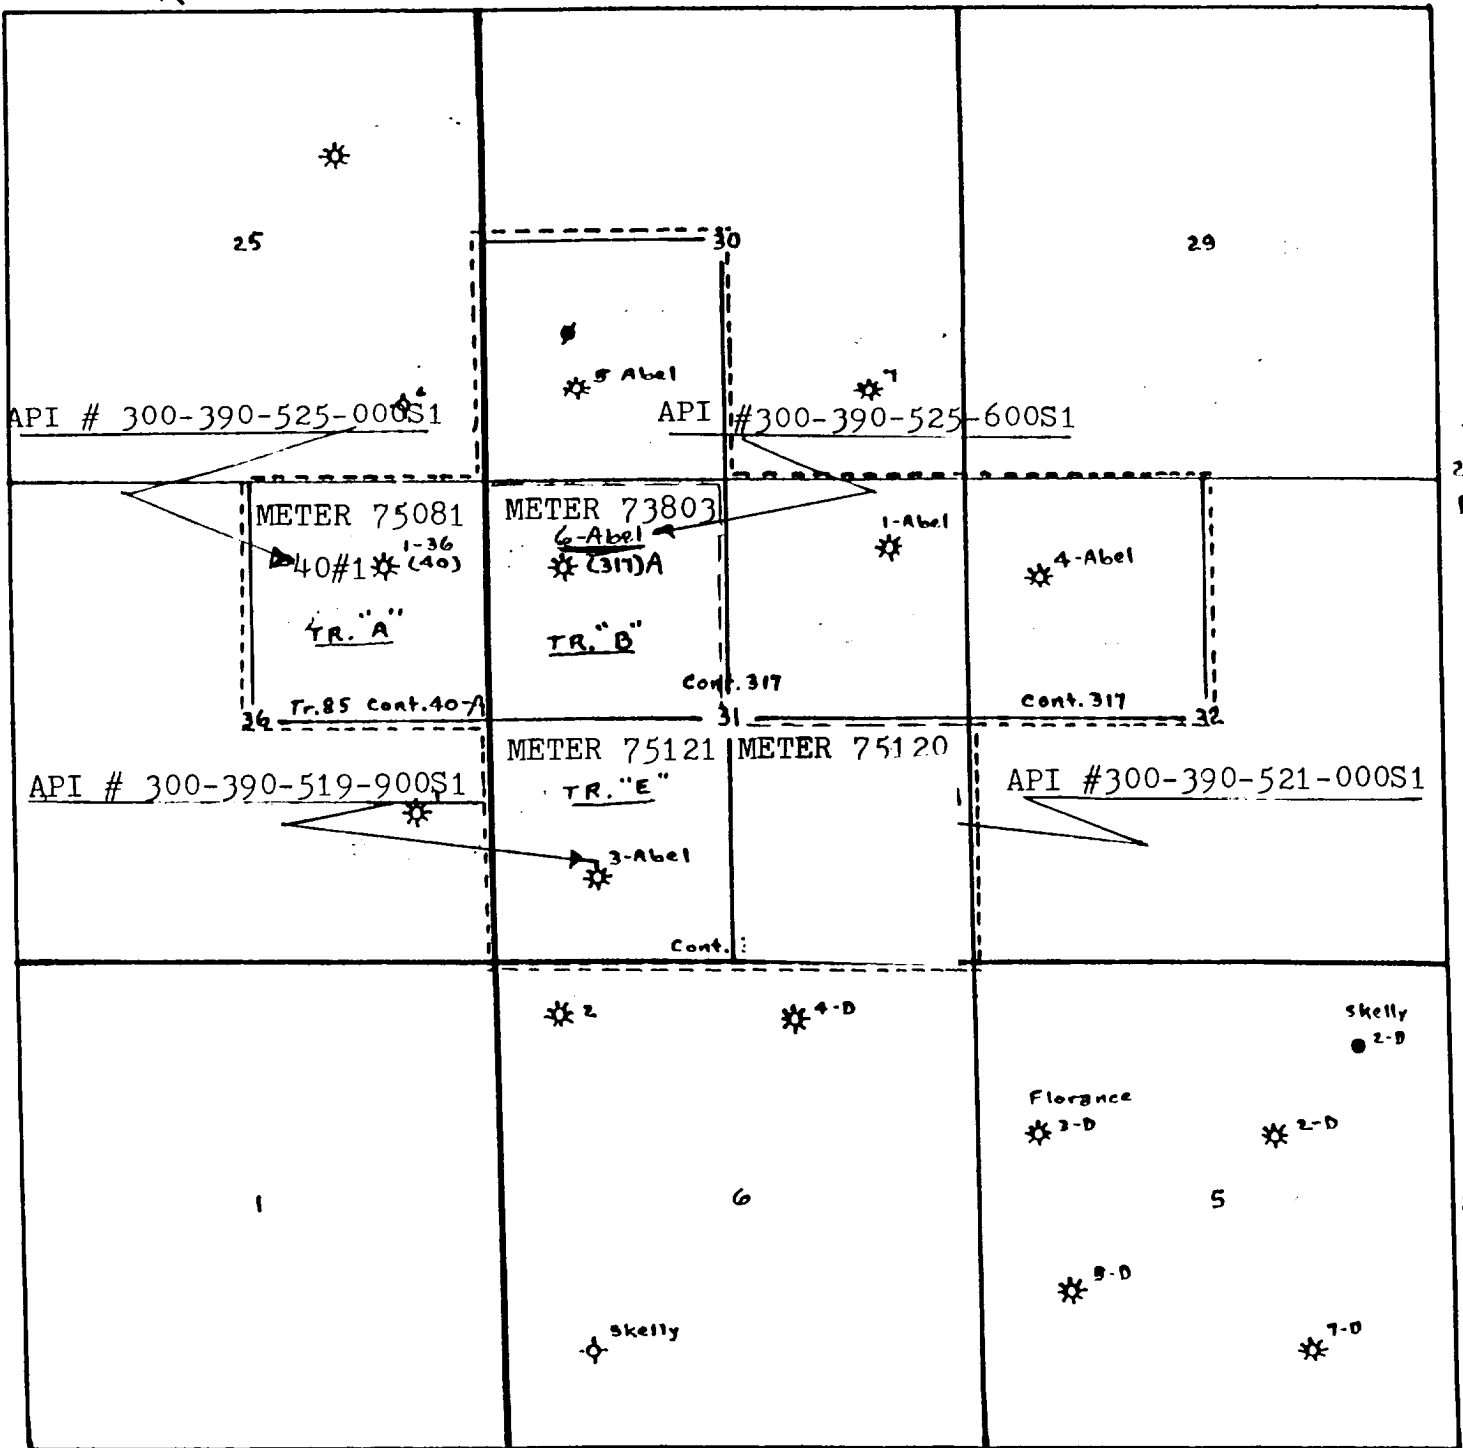 25
30
29
5 Abel
7
API # 300-390-525-000S1
API #300-390-525-600S1
METER 75081
METER 73803
6-Abel
(317)A
1-Abel
4-Abel
40#1
1-36
(40)
TR. "A"
TR. "B"
Cont. 317
Tr. 85 Cont. 40-A
Cont. 317
36
31
32
METER 75121
METER 75120
API # 300-390-519-900S1
TR. "E"
API #300-390-521-000S1
3-Abel
Cont.
2
4-D
Skelly
2-D
Florance
3-D
2-D
1
6
5
Skelly
7-D